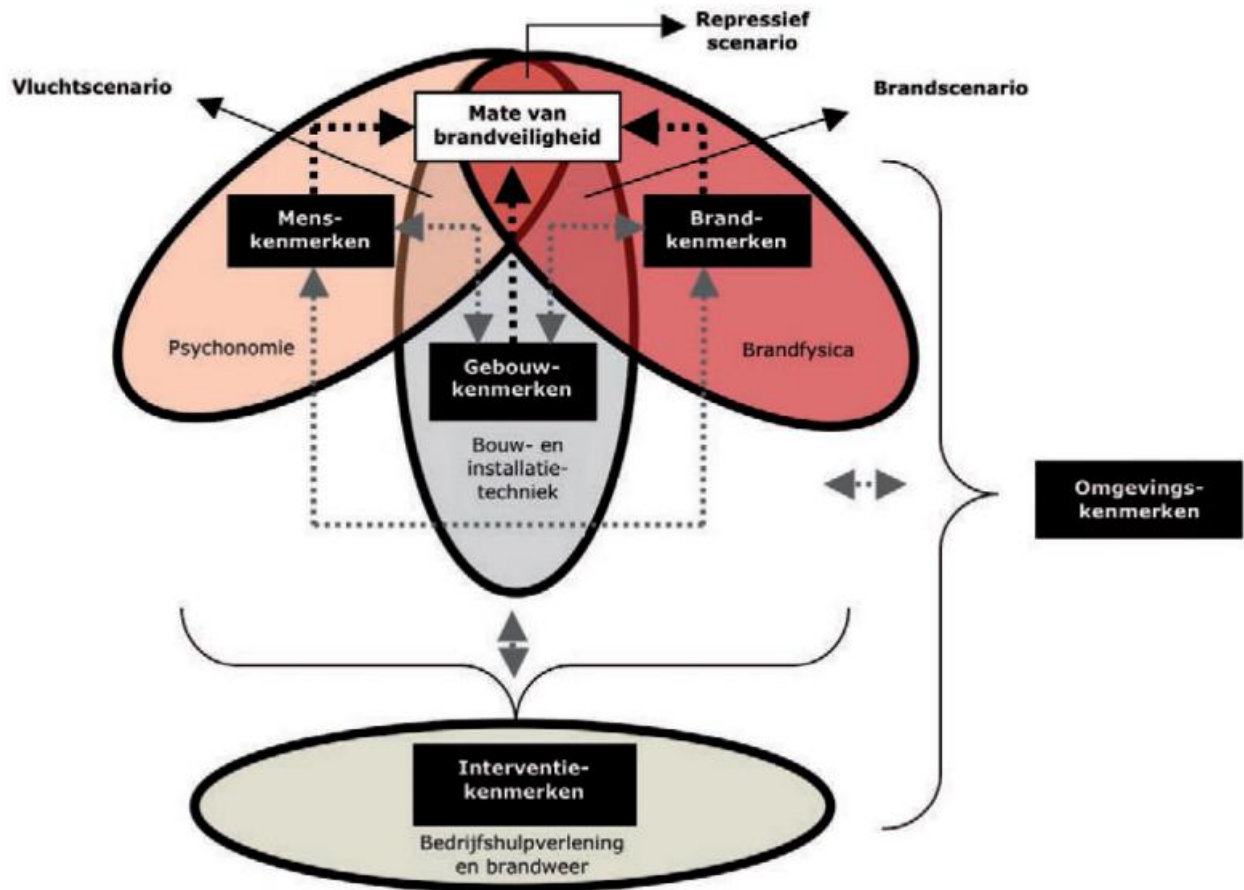 Repressief
scenario
Vluchtscenario
Brandscenario
Mate van
brandveiligheid
Mens-
kenmerken
Brand-
kenmerken
Psychonomie
Brandfysica
Gebouw-
kenmerken
Bouw- en
installatie-
techniek
Omgevings-
kenmerken
Interventie-
kenmerken
Bedrijfshulpverlening
en brandweer